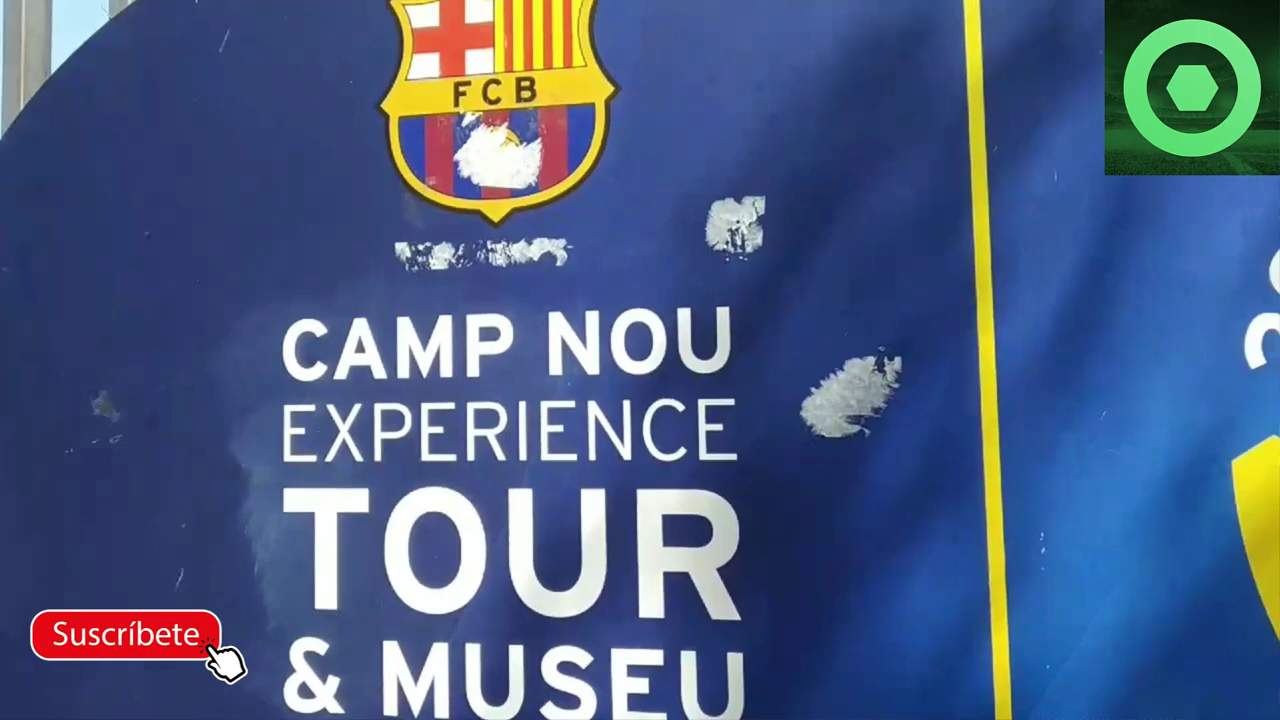 FCB
CAMP NOU
EXPERIENCE
TOUR
& MUSEU
Suscríbete